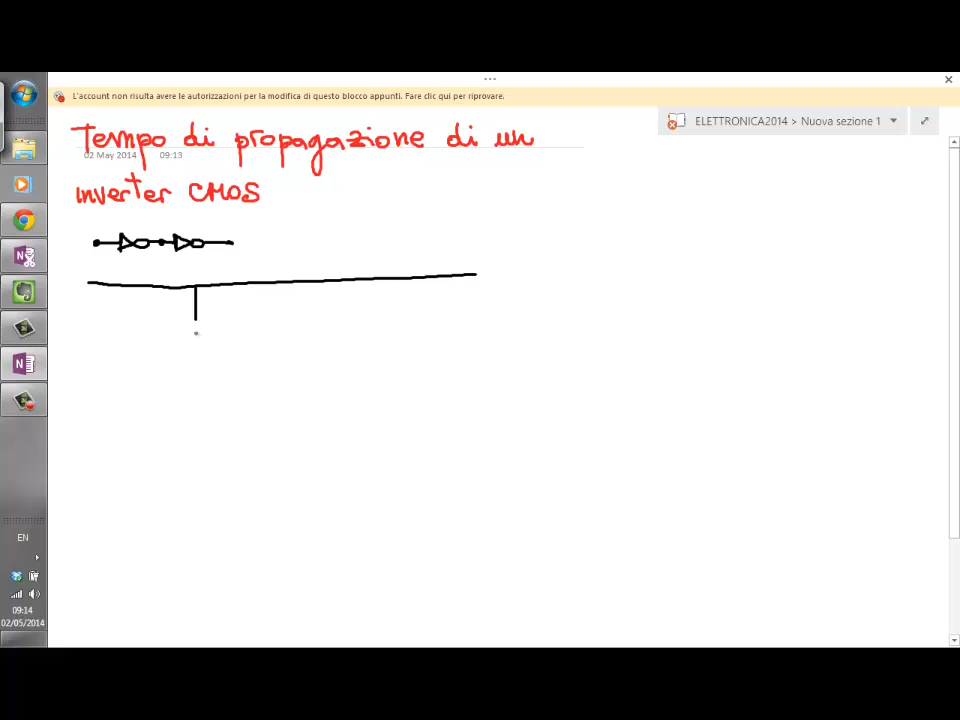 L'account non risulta avere le autorizzazioni per la modifica di questo blocco appunti. Fare clic qui per riprovare.
ELETTRONICA2014 > Nuova sezione 1
Tempo di propagazione di un
02 May 2014 09:13
inverter CMOS
EN
09:14
02/05/2014